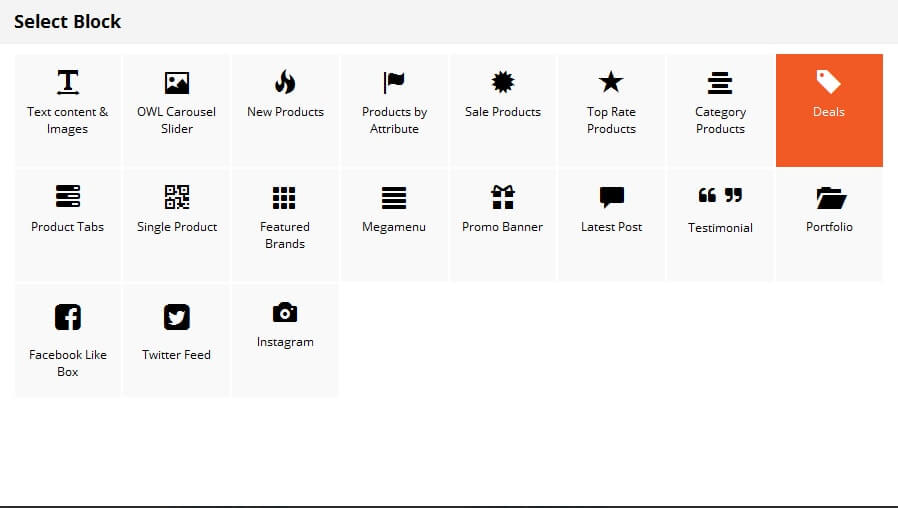 Select Block
Text content &
Images
OWL Carousel
Slider
New Products
Products by
Attribute
Sale Products
Top Rate
Products
Category
Products
Deals
Product Tabs
Single Product
Featured
Brands
Megamenu
Promo Banner
Latest Post
Testimonial
Portfolio
Facebook Like
Box
Twitter Feed
Instagram